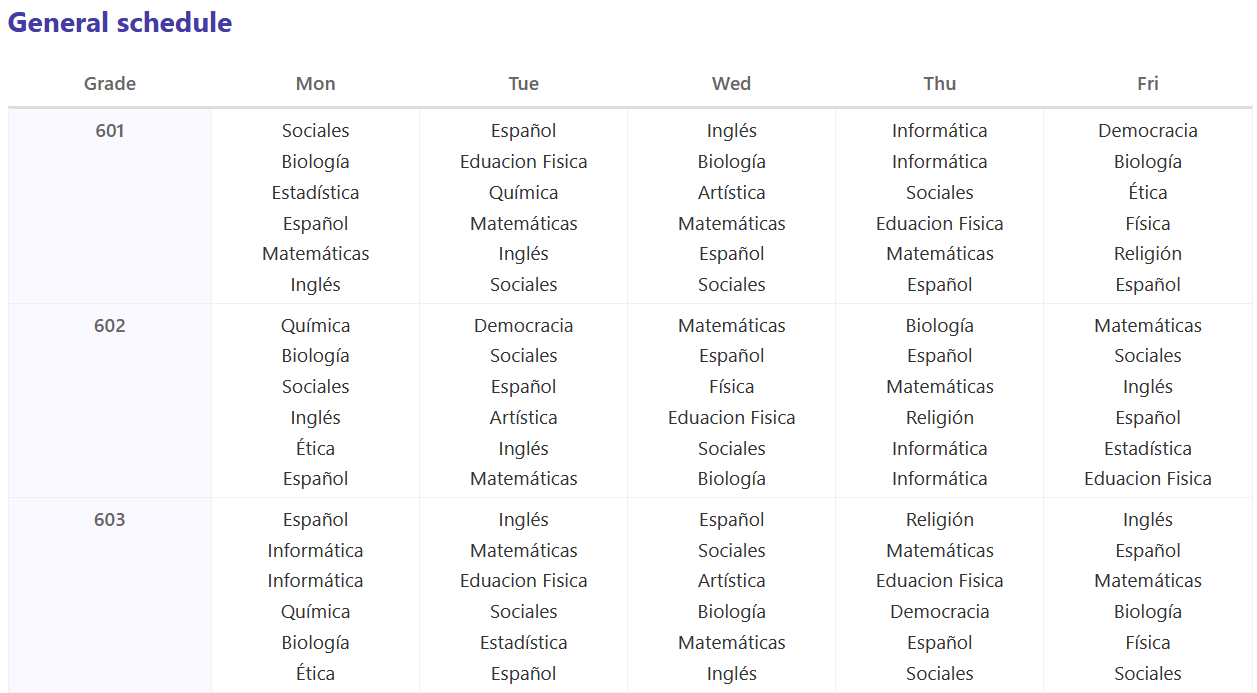 General schedule
Grade Mon Tue Wed Thu Fri
601 Sociales Español Inglés Informática Democracia
Biología Eduacion Fisica Biología Informática Biología
Estadística Química Artística Sociales Ética
Español Matemáticas Matemáticas Eduacion Fisica Física
Matemáticas Inglés Español Matemáticas Religión
Inglés Sociales Sociales Español Español
602 Química Democracia Matemáticas Biología Matemáticas
Biología Sociales Español Español Sociales
Sociales Español Física Matemáticas Inglés
Inglés Artística Eduacion Fisica Religión Español
Ética Inglés Sociales Informática Estadística
Español Matemáticas Biología Informática Eduacion Fisica
603 Español Inglés Español Religión Inglés
Informática Matemáticas Sociales Matemáticas Español
Informática Eduacion Fisica Artística Eduacion Fisica Matemáticas
Química Sociales Biología Democracia Biología
Biología Estadística Matemáticas Español Física
Ética Español Inglés Sociales Sociales